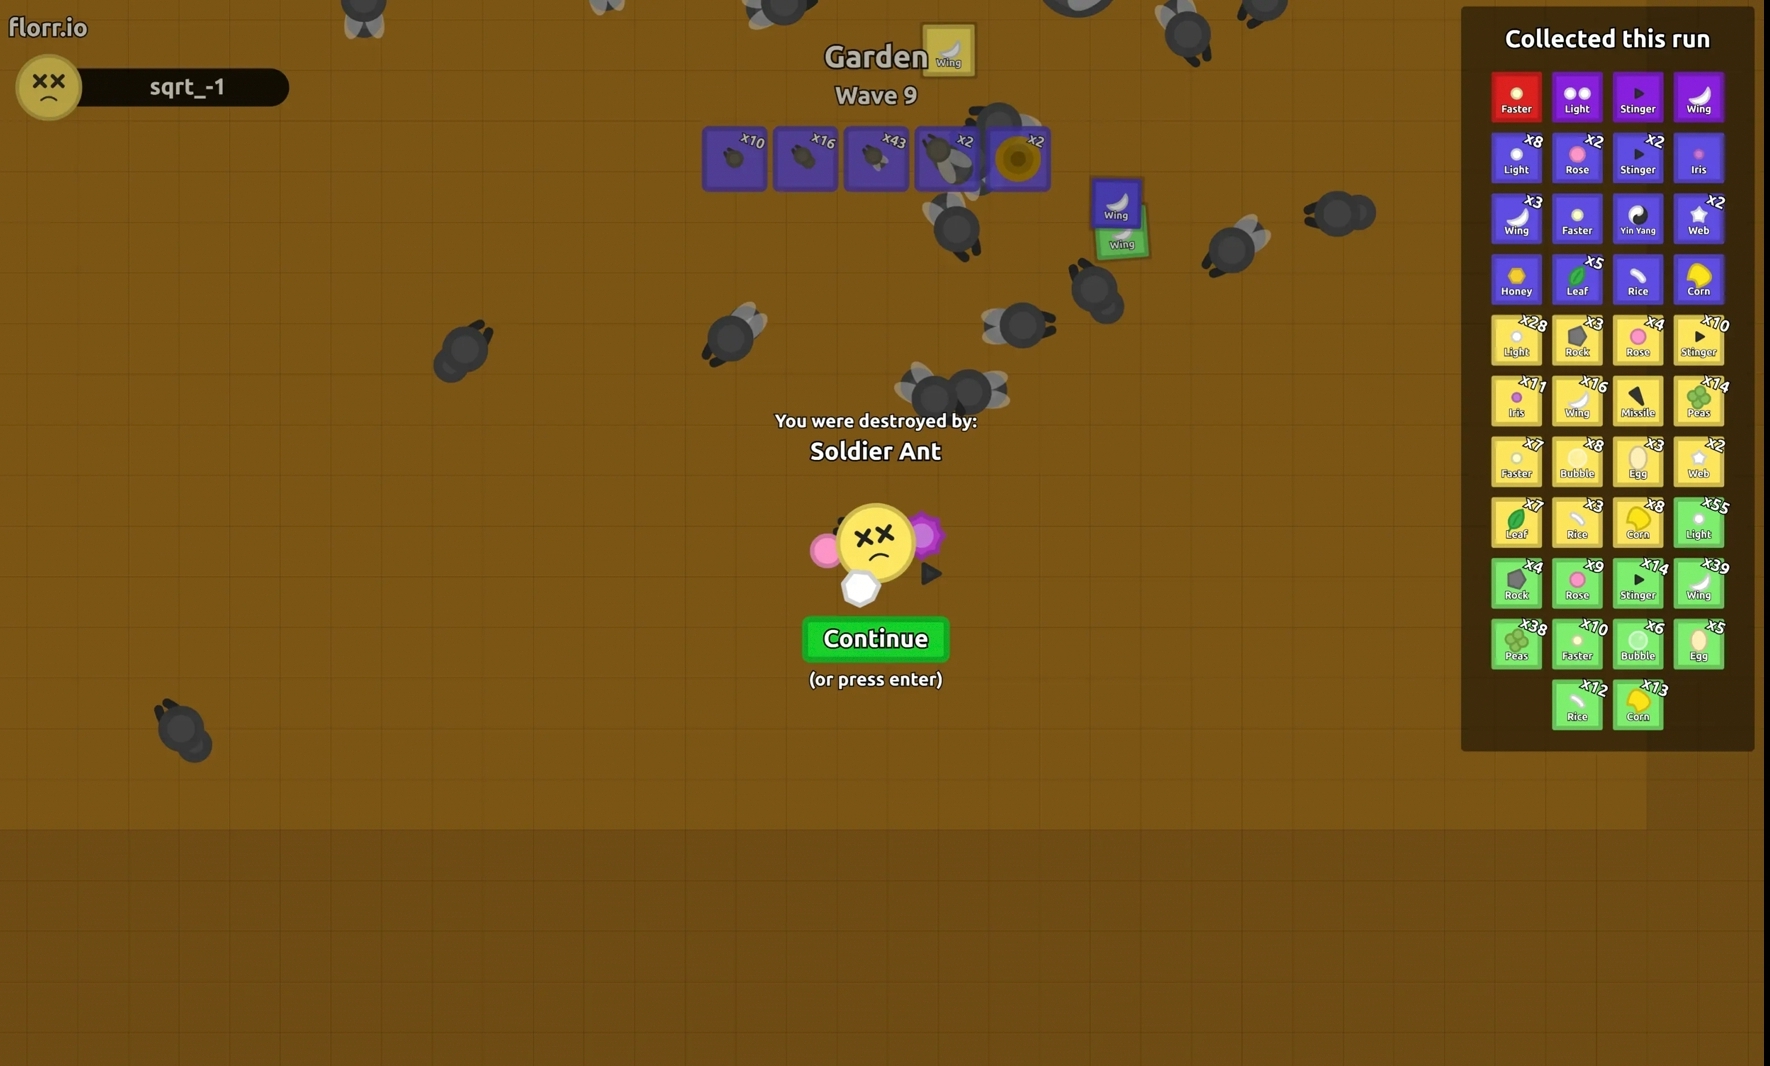 florr.io
sqrt_-1
Garden
Wing
Wave 9
x10 x16 x43 x2 x2
Wing
Wing
You were destroyed by:
Soldier Ant
Continue
(or press enter)
Collected this run
Faster Light Stinger Wing
x8 x2 x2
Light Rose Stinger Iris
x3 x2
Wing Faster Yin Yang Web
x5
Honey Leaf Rice Corn
x28 x3 x4 x10
Light Rock Rose Stinger
x11 x16 x14
Iris Wing Missile Peas
x7 x8 x3 x2
Faster Bubble Egg Web
x7 x3 x8 x55
Leaf Rice Corn Light
x4 x9 x14 x39
Rock Rose Stinger Wing
x38 x10 x6 x5
Peas Faster Bubble Egg
x12 x13
Rice Corn